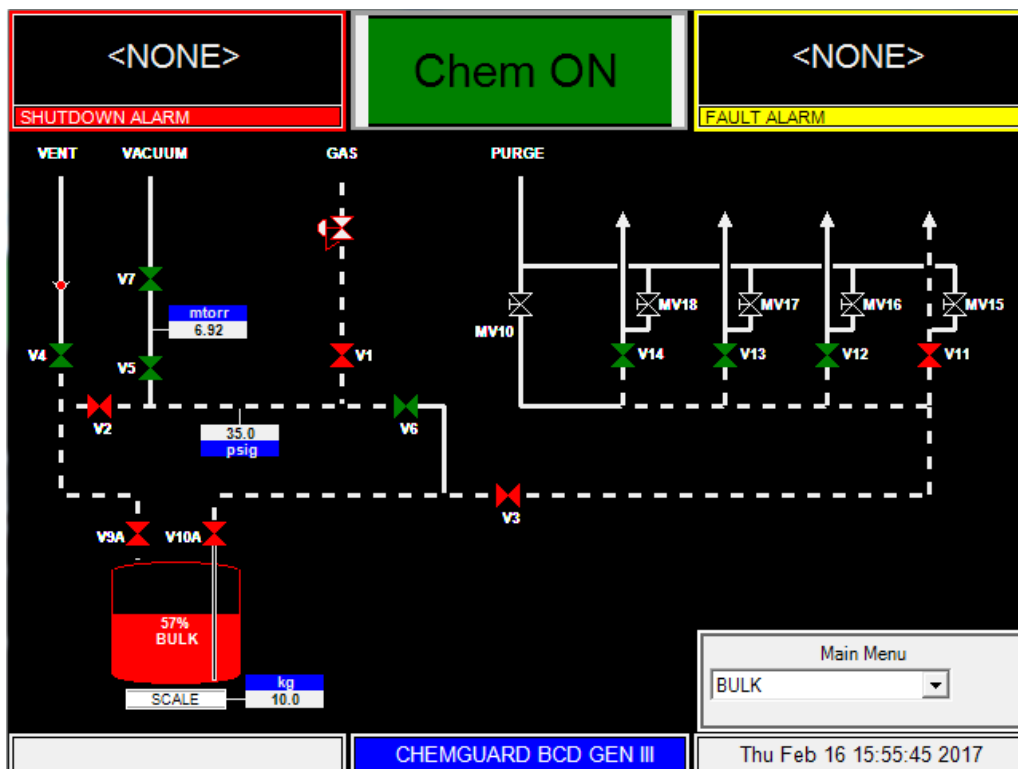 <NONE>
SHUTDOWN ALARM
Chem ON
<NONE>
FAULT ALARM
VENT
VACUUM
GAS
PURGE
V7
mtorr
6.92
MV10
MV18
MV17
MV16
MV15
V4
V5
V1
V14
V13
V12
V11
V2
35.0
psig
V6
V9A
V10A
V3
57%
BULK
SCALE
kg
10.0
Main Menu
BULK
CHEMGUARD BCD GEN III
Thu Feb 16 15:55:45 2017